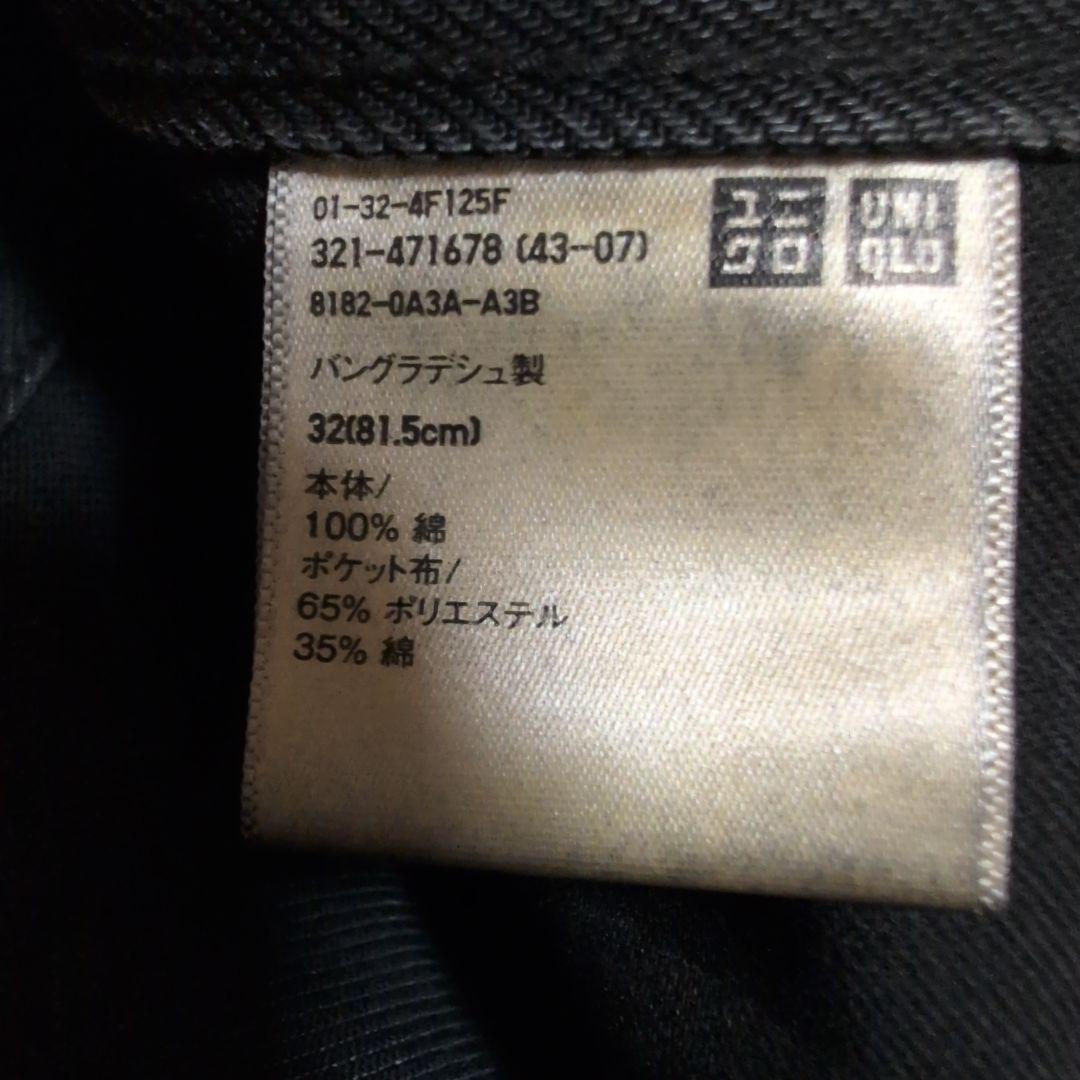 01-32-4F125F
321-471678 (43-07)
8182-0A3A-A3B
ユニ
クロ
UNI
QLO
バングラデシュ製
32(81.5cm)
本体/
100% 綿
ポケット布/
65% ポリエステル
35% 綿